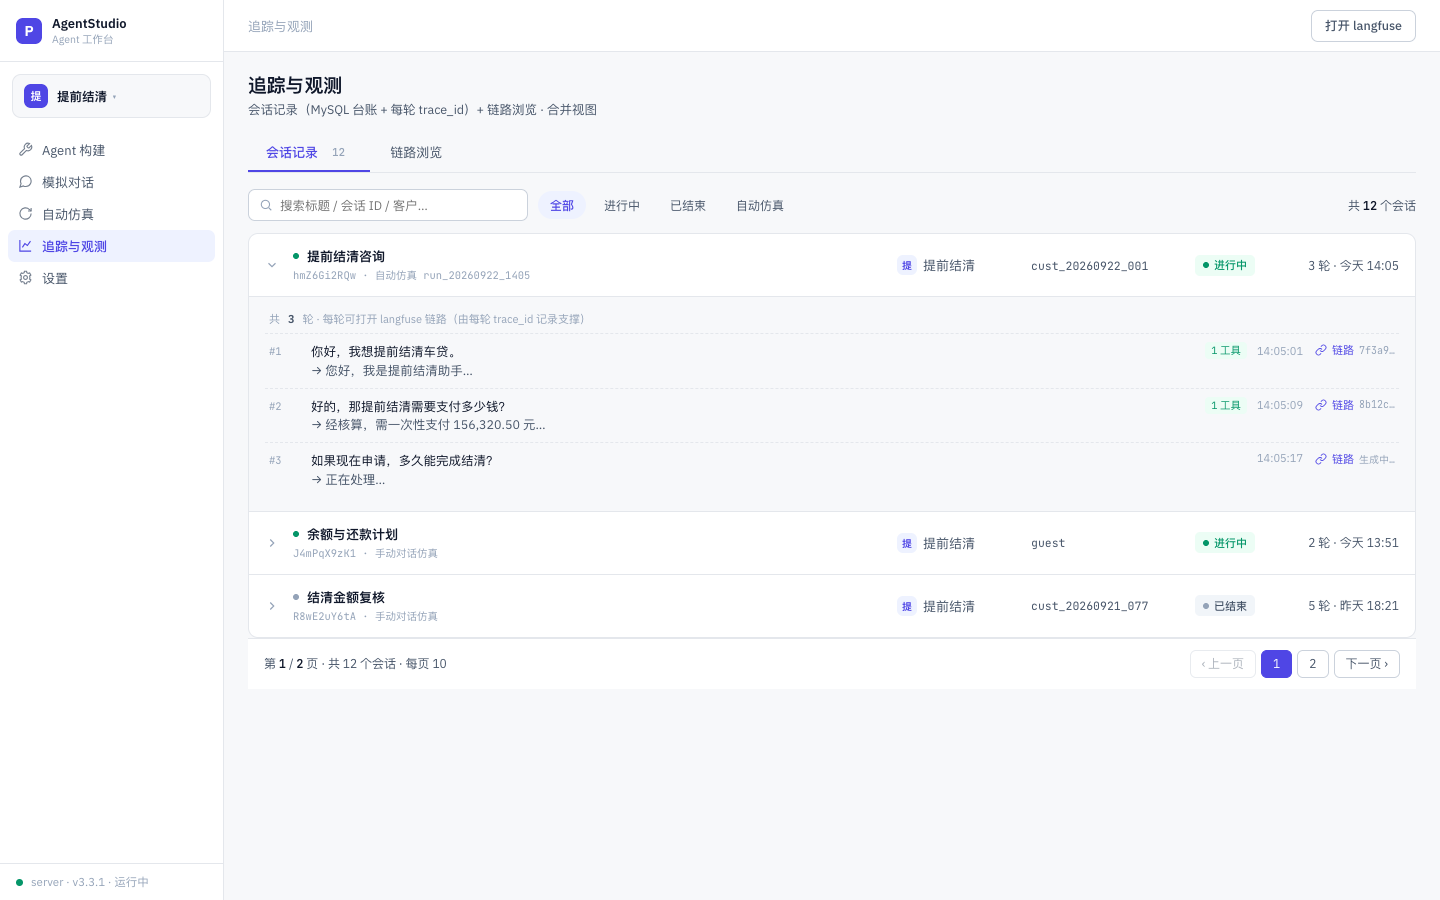 P
AgentStudio
Agent 工作台
提 提前结清
Agent 构建
模拟对话
自动仿真
追踪与观测
设置
server · v3.3.1 · 运行中
追踪与观测
打开 langfuse
追踪与观测
会话记录（MySQL 台账 + 每轮 trace_id）+ 链路浏览 · 合并视图
会话记录 12 链路浏览
搜索标题 / 会话 ID / 客户… 全部 进行中 已结束 自动仿真 共 12 个会话
提前结清咨询
hmZ6Gi2RQw · 自动仿真 run_20260922_1405
提 提前结清 cust_20260922_001 进行中 3 轮 · 今天 14:05
共 3 轮 · 每轮可打开 langfuse 链路（由每轮 trace_id 记录支撑）
#1 你好，我想提前结清车贷。 1 工具 14:05:01 链路 7f3a9…
→ 您好，我是提前结清助手…
#2 好的，那提前结清需要支付多少钱？ 1 工具 14:05:09 链路 8b12c…
→ 经核算，需一次性支付 156,320.50 元…
#3 如果现在申请，多久能完成结清？ 14:05:17 链路 生成中…
→ 正在处理…
余额与还款计划
J4mPqX9zK1 · 手动对话仿真
提 提前结清 guest 进行中 2 轮 · 今天 13:51
结清金额复核
R8wE2uY6tA · 手动对话仿真
提 提前结清 cust_20260921_077 已结束 5 轮 · 昨天 18:21
第 1 / 2 页 · 共 12 个会话 · 每页 10 ‹ 上一页 1 2 下一页 ›